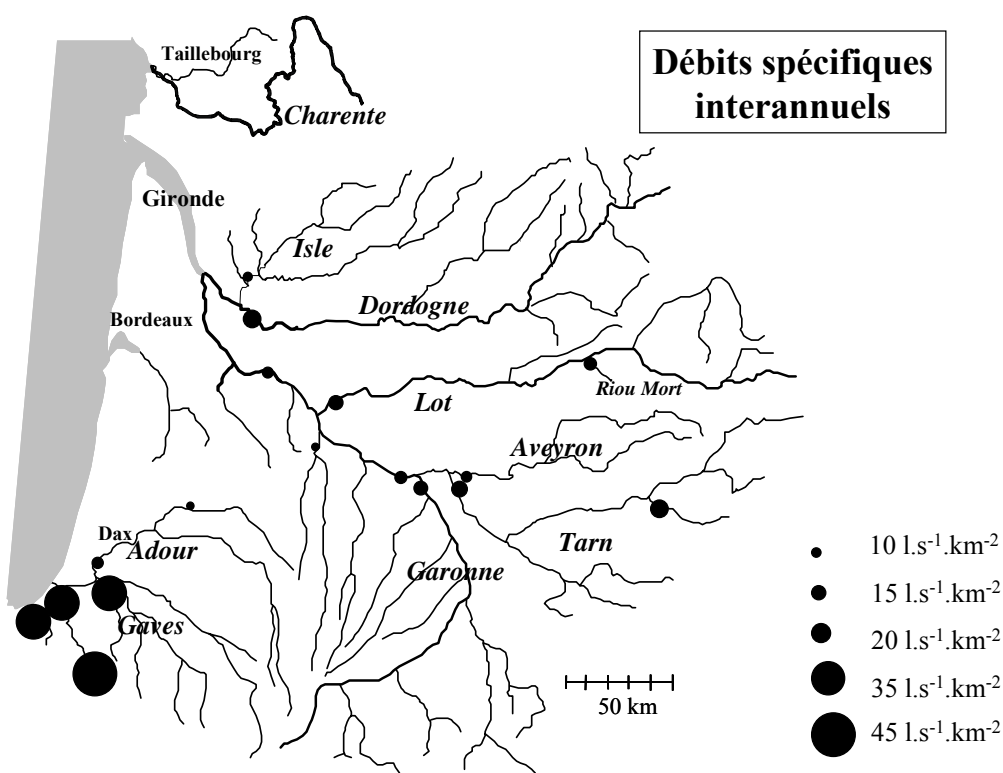 Débits spécifiques
interannuels
Taillebourg
Charente
Gironde
Isle
Dordogne
Bordeaux
Riou Mort
Lot
Aveyron
Dax
Adour
Tarn
Garonne
Gaves
50 km
10 l.s⁻¹.km⁻²
15 l.s⁻¹.km⁻²
20 l.s⁻¹.km⁻²
35 l.s⁻¹.km⁻²
45 l.s⁻¹.km⁻²